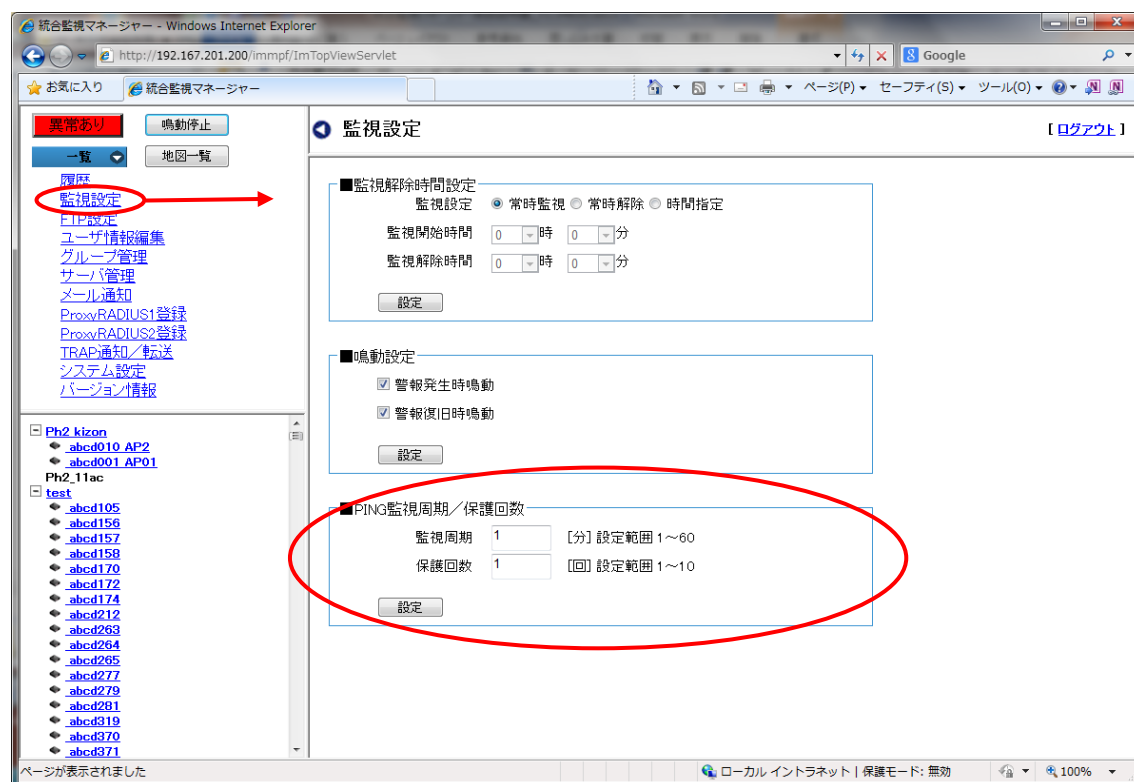 統合監視マネージャー - Windows Internet Explorer
http://192.167.201.200/immpf/ImTopViewServlet
Google
お気に入り
統合監視マネージャー
ページ(P)
セーフティ(S)
ツール(O)
異常あり
鳴動停止
一覧
地図一覧
履歴
監視設定
FTP設定
ユーザ情報編集
グループ管理
サーバ管理
メール通知
ProxyRADIUS1登録
ProxyRADIUS2登録
TRAP通知／転送
システム設定
バージョン情報
Ph2 kizon
abcd010 AP2
abcd001 AP01
Ph2_11ac
test
abcd105
abcd156
abcd157
abcd158
abcd170
abcd172
abcd174
abcd212
abcd263
abcd264
abcd265
abcd277
abcd279
abcd281
abcd319
abcd370
abcd371
監視設定
[ ログアウト ]
■監視解除時間設定
監視設定 常時監視 常時解除 時間指定
監視開始時間 0 時 0 分
監視解除時間 0 時 0 分
設定
■鳴動設定
警報発生時鳴動
警報復旧時鳴動
設定
■PING監視周期／保護回数
監視周期 1 [分] 設定範囲 1～60
保護回数 1 [回] 設定範囲 1～10
設定
ページが表示されました
ローカル イントラネット | 保護モード: 無効
100%